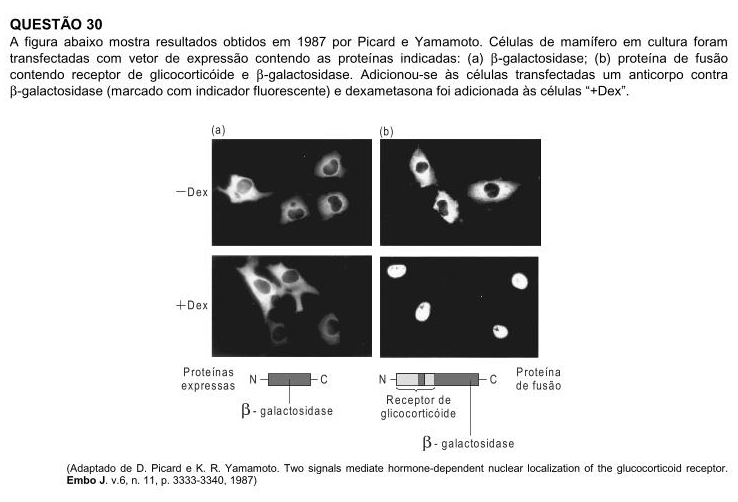 QUESTÃO 30
A figura abaixo mostra resultados obtidos em 1987 por Picard e Yamamoto. Células de mamífero em cultura foram
transfectadas com vetor de expressão contendo as proteínas indicadas: (a) β-galactosidase; (b) proteína de fusão
contendo receptor de glicocorticóide e β-galactosidase. Adicionou-se às células transfectadas um anticorpo contra
β-galactosidase (marcado com indicador fluorescente) e dexametasona foi adicionada às células “+Dex”.
(a) (b)
−Dex
+Dex
Proteínas expressas
N C
β- galactosidase
N C
Receptor de
glicocorticóide
β- galactosidase
Proteína
de fusão
(Adaptado de D. Picard e K. R. Yamamoto. Two signals mediate hormone-dependent nuclear localization of the glucocorticoid receptor.
Embo J. v.6, n. 11, p. 3333-3340, 1987)